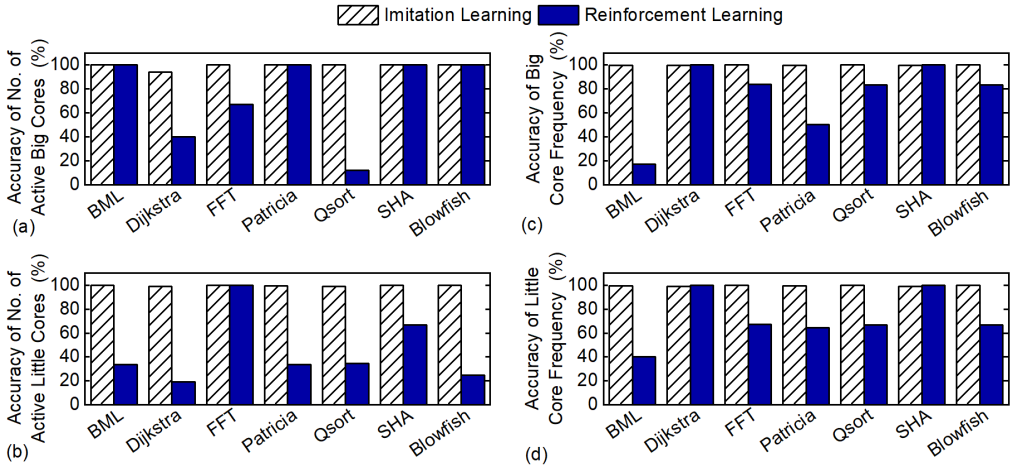 Imitation Learning Reinforcement Learning
Accuracy of No. of
Active Big Cores (%)
100
80
60
40
20
0
BML Dijkstra FFT Patricia Qsort SHA Blowfish
(a)
Accuracy of Big
Core Frequency (%)
100
80
60
40
20
0
BML Dijkstra FFT Patricia Qsort SHA Blowfish
(c)
Accuracy of No. of
Active Little Cores (%)
100
80
60
40
20
0
BML Dijkstra FFT Patricia Qsort SHA Blowfish
(b)
Accuracy of Little
Core Frequency (%)
100
80
60
40
20
0
BML Dijkstra FFT Patricia Qsort SHA Blowfish
(d)